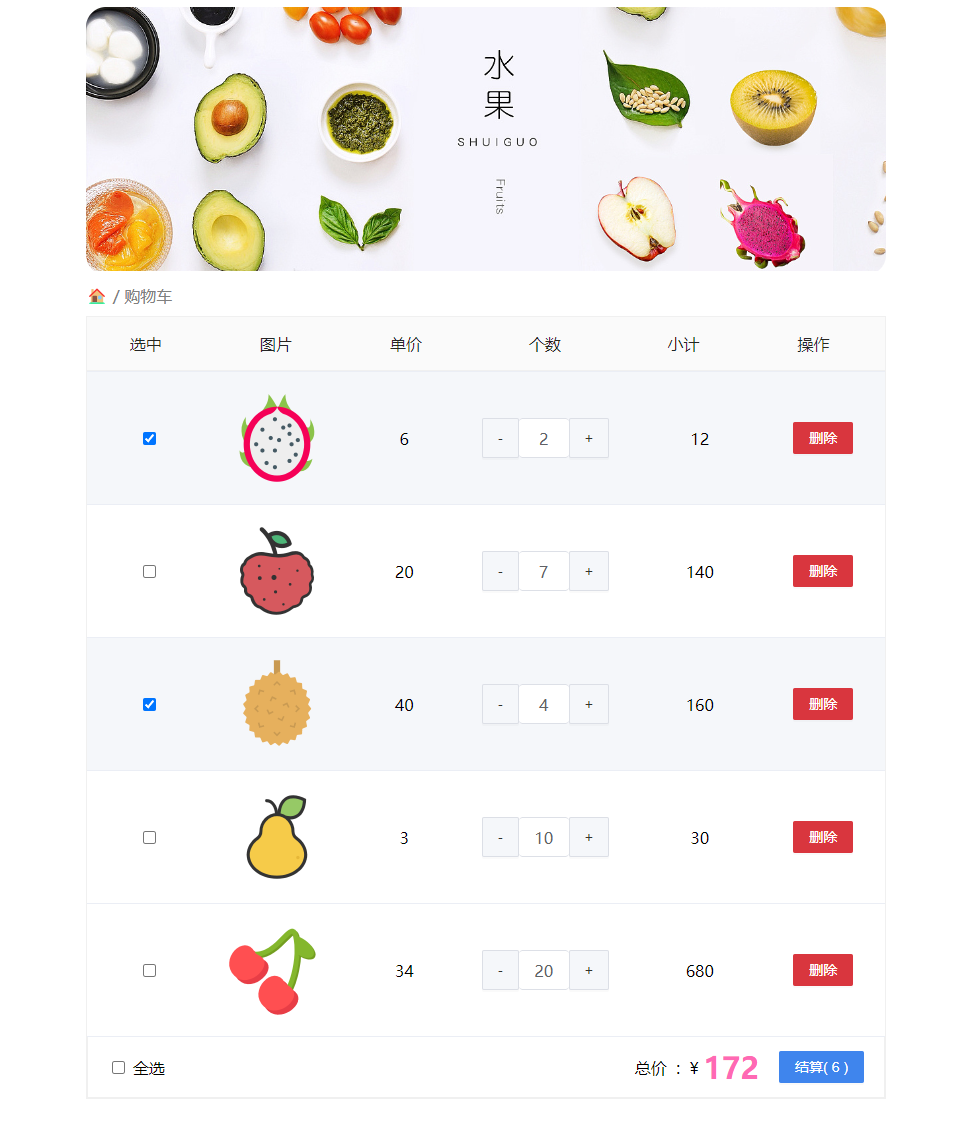 水
果
SHUIGUO
Fruits
🏠 / 购物车
选中 图片 单价 个数 小计 操作
6 - 2 + 12 删除
20 - 7 + 140 删除
40 - 4 + 160 删除
3 - 10 + 30 删除
34 - 20 + 680 删除
全选 总价 : ¥ 172 结算( 6 )